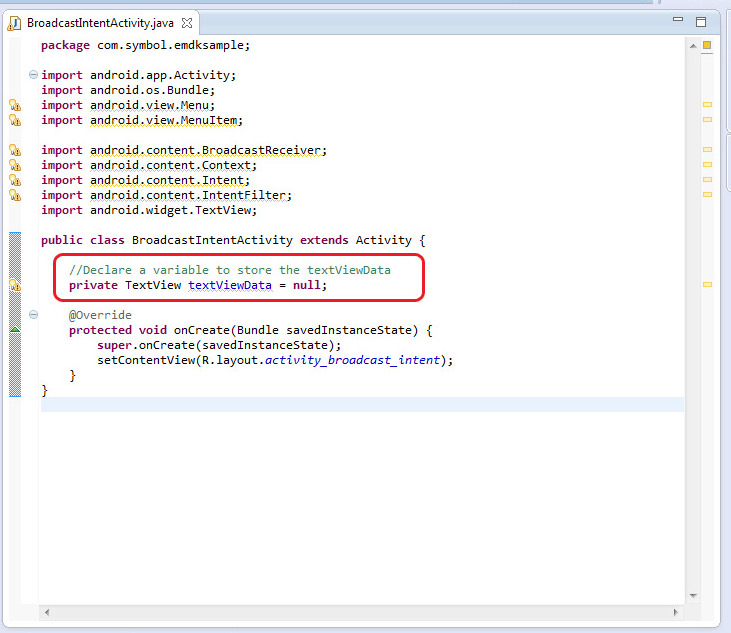 BroadcastIntentActivity.java
package com.symbol.emdksample;
import android.app.Activity;
import android.os.Bundle;
import android.view.Menu;
import android.view.MenuItem;
import android.content.BroadcastReceiver;
import android.content.Context;
import android.content.Intent;
import android.content.IntentFilter;
import android.widget.TextView;
public class BroadcastIntentActivity extends Activity {
//Declare a variable to store the textViewData
private TextView textViewData = null;
@Override
protected void onCreate(Bundle savedInstanceState) {
super.onCreate(savedInstanceState);
setContentView(R.layout.activity_broadcast_intent);
}
}